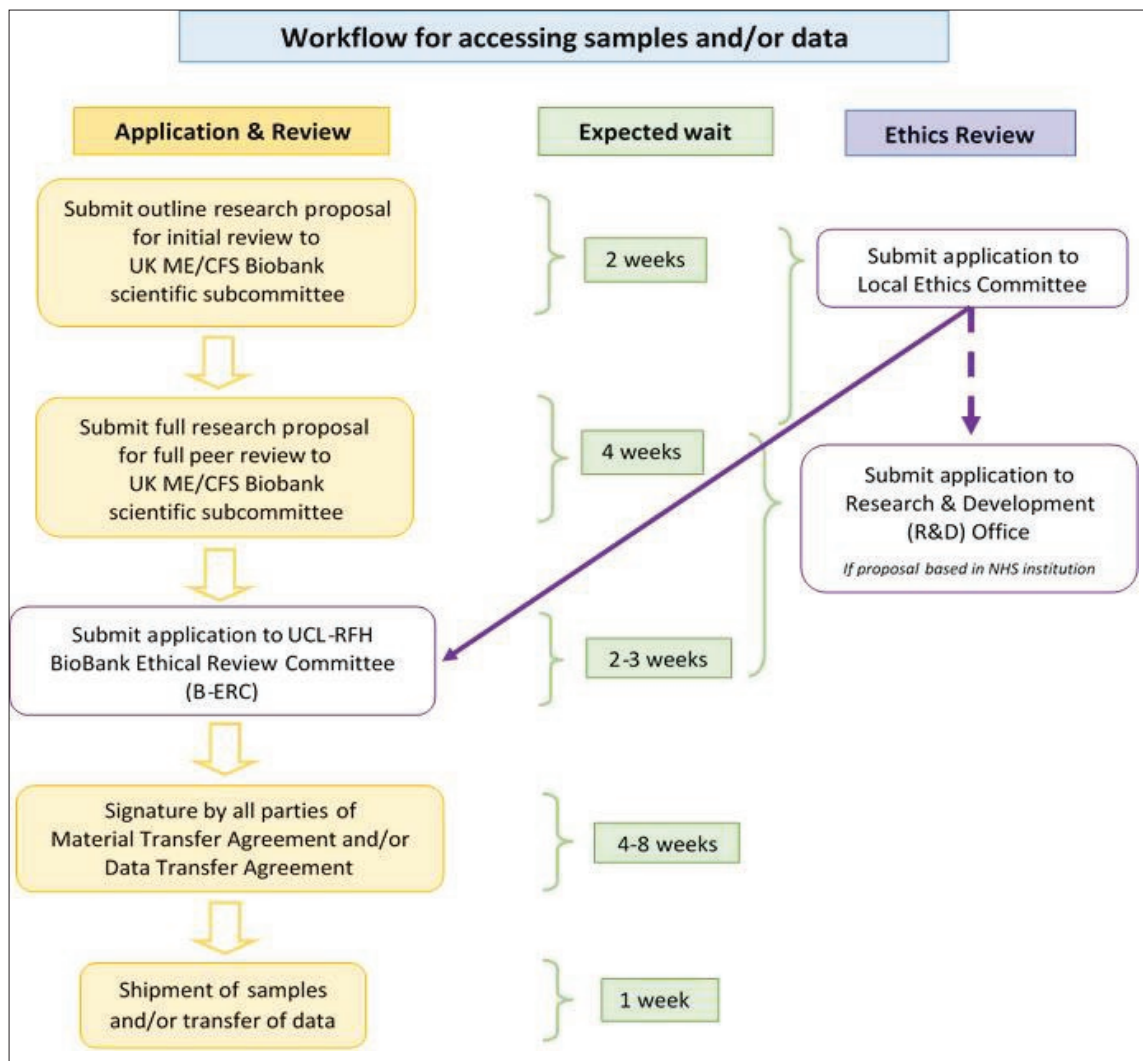 Workflow for accessing samples and/or data
Application & Review
Expected wait
Ethics Review
Submit outline research proposal
for initial review to
UK ME/CFS Biobank
scientific subcommittee
2 weeks
Submit application to
Local Ethics Committee
Submit full research proposal
for full peer review to
UK ME/CFS Biobank
scientific subcommittee
4 weeks
Submit application to
Research & Development
(R&D) Office
If proposal based in NHS institution
Submit application to UCL-RFH
BioBank Ethical Review Committee
(B-ERC)
2-3 weeks
Signature by all parties of
Material Transfer Agreement and/or
Data Transfer Agreement
4-8 weeks
Shipment of samples
and/or transfer of data
1 week